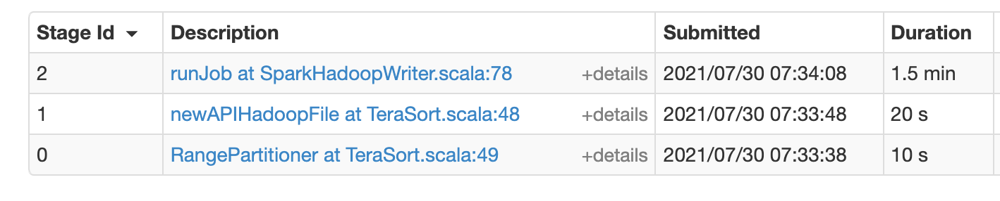 Stage Id Description Submitted Duration
2 runJob at SparkHadoopWriter.scala:78 +details 2021/07/30 07:34:08 1.5 min
1 newAPIHadoopFile at TeraSort.scala:48 +details 2021/07/30 07:33:48 20 s
0 RangePartitioner at TeraSort.scala:49 +details 2021/07/30 07:33:38 10 s